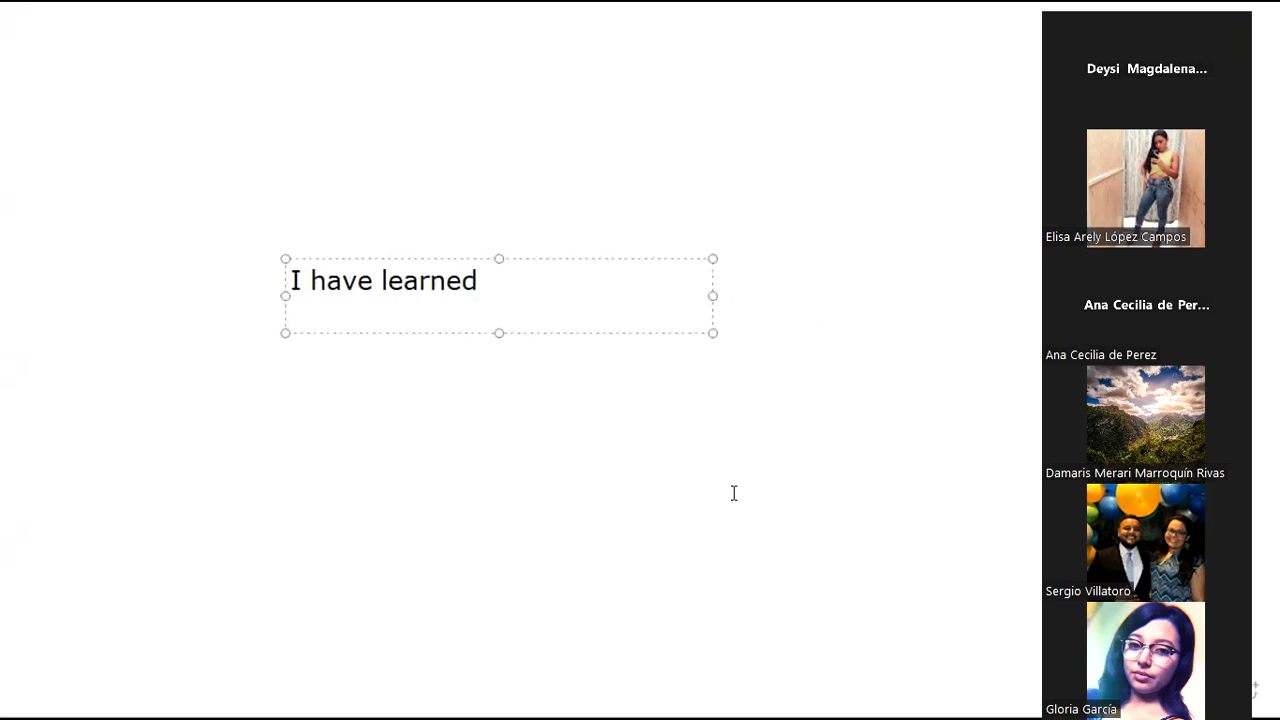 I have learned
Deysi Magdalena...
Elisa Arely López Campos
Ana Cecilia de Per...
Ana Cecilia de Perez
Damaris Merari Marroquín Rivas
Sergio Villatoro
Gloria García